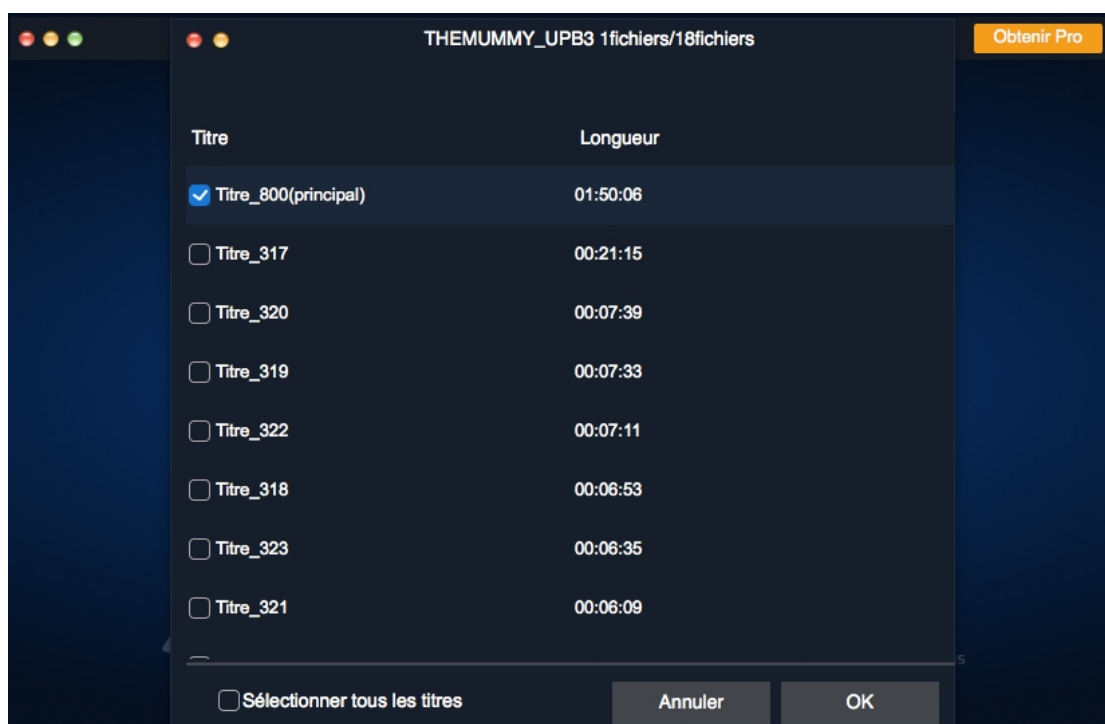 THEMUMMY_UPB3 1fichiers/18fichiers
Obtenir Pro
Titre Longueur
Titre_800(principal) 01:50:06
Titre_317 00:21:15
Titre_320 00:07:39
Titre_319 00:07:33
Titre_322 00:07:11
Titre_318 00:06:53
Titre_323 00:06:35
Titre_321 00:06:09
Sélectionner tous les titres Annuler OK